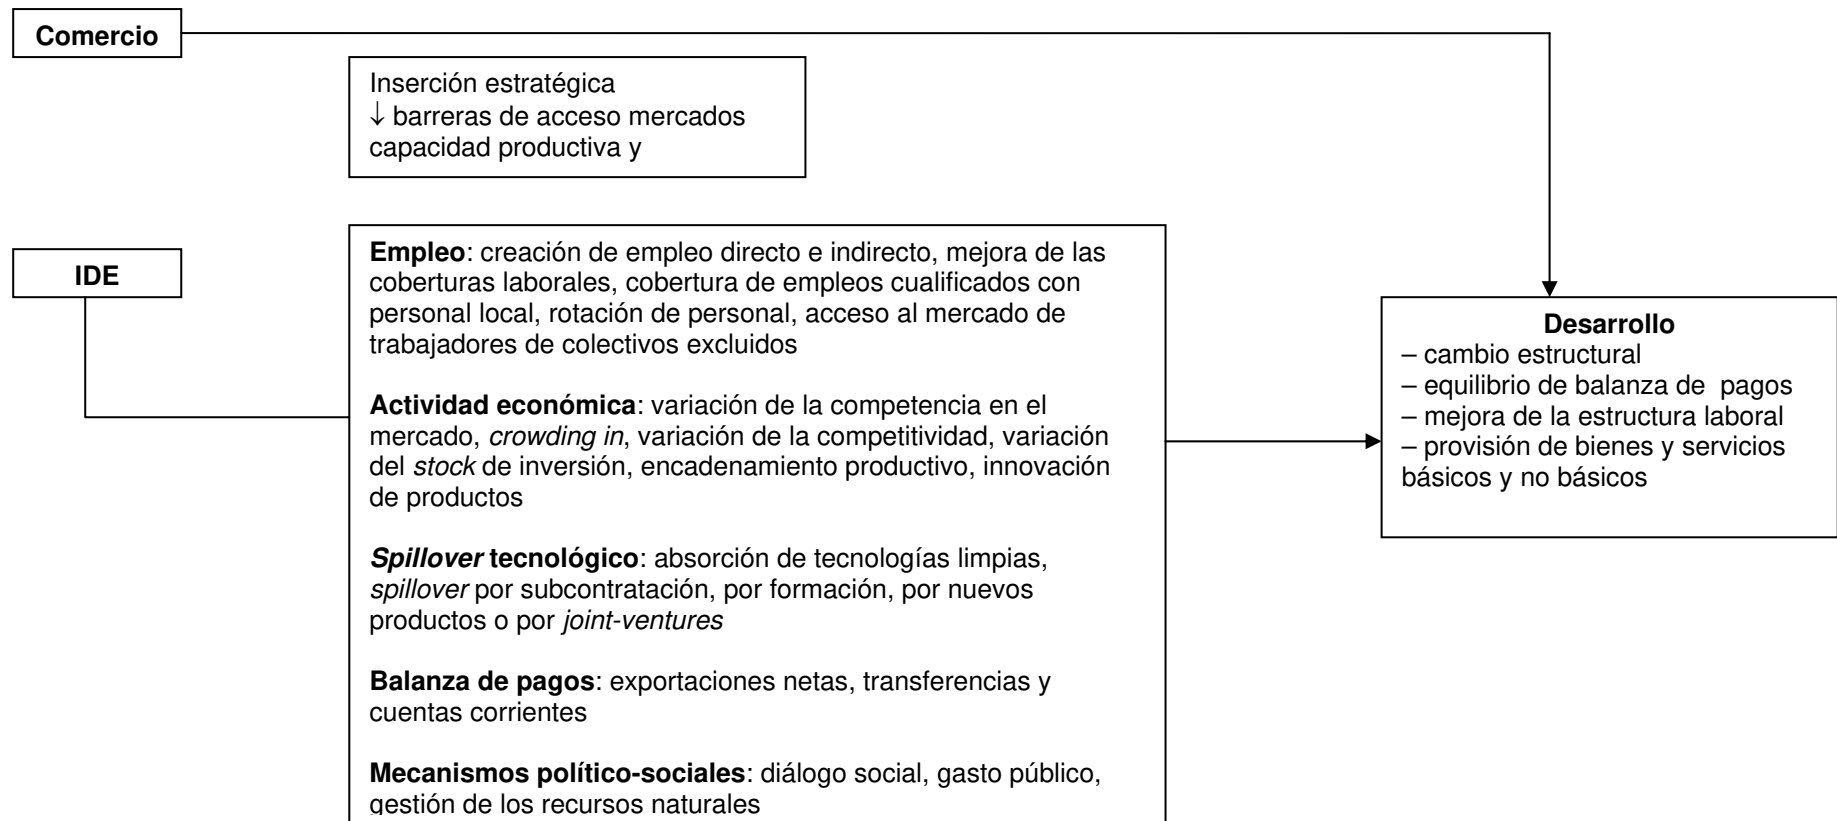 Comercio
Inserción estratégica
↓ barreras de acceso mercados
capacidad productiva y
IDE
Empleo: creación de empleo directo e indirecto, mejora de las
coberturas laborales, cobertura de empleos cualificados con
personal local, rotación de personal, acceso al mercado de
trabajadores de colectivos excluidos
Actividad económica: variación de la competencia en el
mercado, crowding in, variación de la competitividad, variación
del stock de inversión, encadenamiento productivo, innovación
de productos
Spillover tecnológico: absorción de tecnologías limpias,
spillover por subcontratación, por formación, por nuevos
productos o por joint-ventures
Balanza de pagos: exportaciones netas, transferencias y
cuentas corrientes
Mecanismos político-sociales: diálogo social, gasto público,
gestión de los recursos naturales
Desarrollo
– cambio estructural
– equilibrio de balanza de  pagos
– mejora de la estructura laboral
– provisión de bienes y servicios
básicos y no básicos